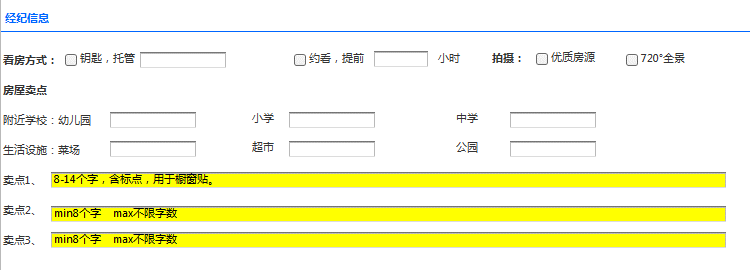 经纪信息
看房方式：钥匙，托管 约看，提前 小时 拍摄： 优质房源 720°全景
房屋卖点
附近学校：幼儿园 小学 中学
生活设施：菜场 超市 公园
卖点1、 8-14个字，含标点，用于橱窗贴。
卖点2、 min8个字 max不限字数
卖点3、 min8个字 max不限字数